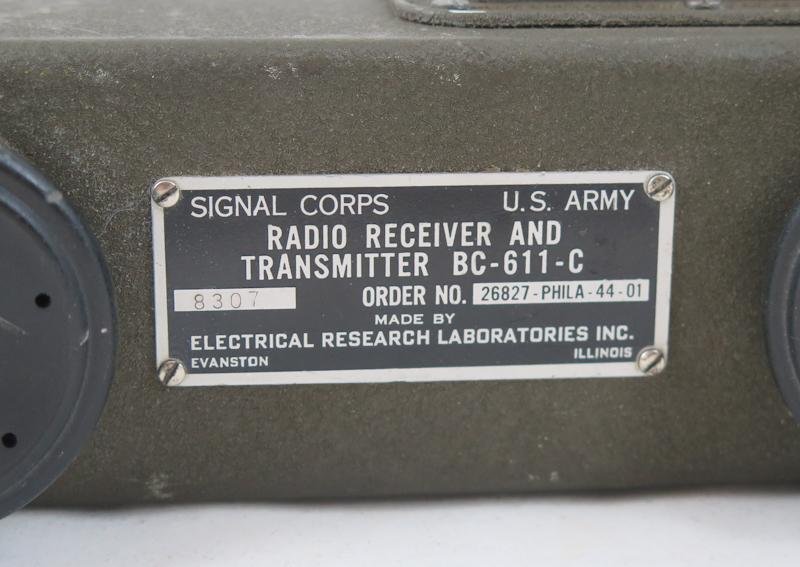 SIGNAL CORPS U.S. ARMY
RADIO RECEIVER AND
TRANSMITTER BC-611-C
8307 ORDER NO. 26827-PHILA-44-01
MADE BY
ELECTRICAL RESEARCH LABORATORIES INC.
EVANSTON ILLINOIS